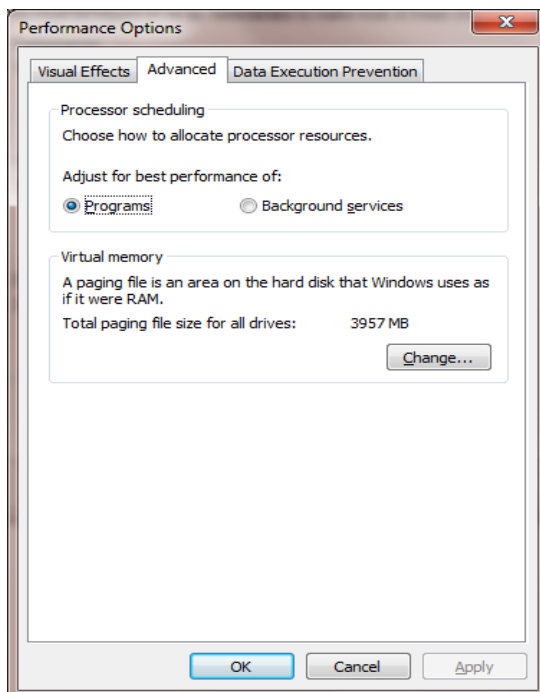 Performance Options
Visual Effects Advanced Data Execution Prevention
Processor scheduling
Choose how to allocate processor resources.
Adjust for best performance of:
Programs Background services
Virtual memory
A paging file is an area on the hard disk that Windows uses as
if it were RAM.
Total paging file size for all drives: 3957 MB
Change...
OK Cancel Apply